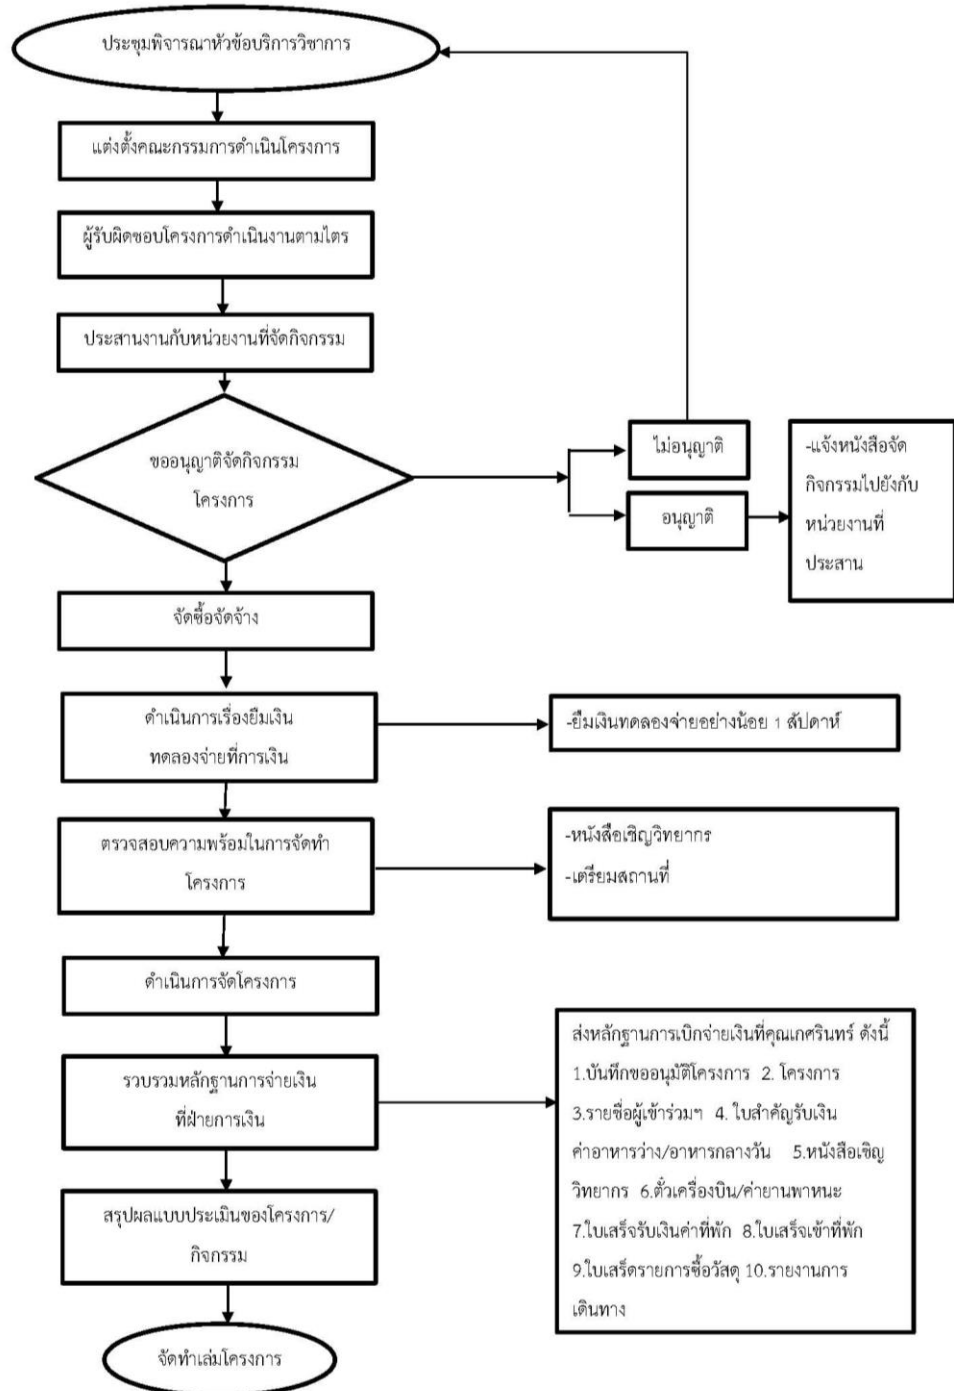 ประชุมพิจารณาหัวข้อบริการวิชาการ
แต่งตั้งคณะกรรมการดำเนินโครงการ
ผู้รับผิดชอบโครงการดำเนินงานตามไตร
ประสานงานกับหน่วยงานที่จัดกิจกรรม
ขออนุญาติจัดกิจกรรม
โครงการ
ไม่อนุญาติ
อนุญาติ
-แจ้งหนังสือจัด
กิจกรรมไปยังกับ
หน่วยงานที่
ประสาน
จัดซื้อจัดจ้าง
ดำเนินการเรื่องยืมเงิน
ทดลองจ่ายที่การเงิน
-ยืมเงินทดลองจ่ายอย่างน้อย 1 สัปดาห์
ตรวจสอบความพร้อมในการจัดทำ
โครงการ
-หนังสือเชิญวิทยากร
-เตรียมสถานที่
ดำเนินการจัดโครงการ
รวบรวมหลักฐานการจ่ายเงิน
ที่ฝ่ายการเงิน
ส่งหลักฐานการเบิกจ่ายเงินที่คุณเกศรินทร์ ดังนี้
1.บันทึกขออนุมัติโครงการ 2. โครงการ
3.รายชื่อผู้เข้าร่วมฯ 4. ใบสำคัญรับเงิน
ค่าอาหารว่าง/อาหารกลางวัน 5.หนังสือเชิญ
วิทยากร 6.ตั๋วเครื่องบิน/ค่ายานพาหนะ
7.ใบเสร็จรับเงินค่าที่พัก 8.ใบเสร็จเข้าที่พัก
9.ใบเสร็ดรายการซื้อวัสดุ 10.รายงานการ
เดินทาง
สรุปผลแบบประเมินของโครงการ/
กิจกรรม
จัดทำเล่มโครงการ